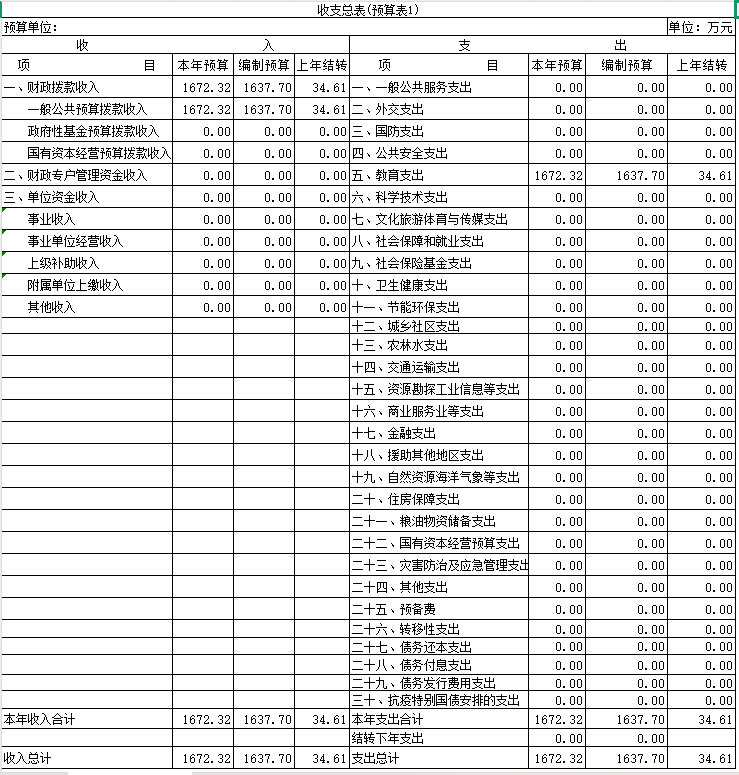 收支总表(预算表1)
预算单位: 单位: 万元
收 入 支 出
项 目 本年预算 编制预算 上年结转 项 目 本年预算 编制预算 上年结转
一、财政拨款收入 1672.32 1637.70 34.61 一、一般公共服务支出 0.00 0.00 0.00
一般公共预算拨款收入 1672.32 1637.70 34.61 二、外交支出 0.00 0.00 0.00
政府性基金预算拨款收入 0.00 0.00 0.00 三、国防支出 0.00 0.00 0.00
国有资本经营预算拨款收入 0.00 0.00 0.00 四、公共安全支出 0.00 0.00 0.00
二、财政专户管理资金收入 0.00 0.00 0.00 五、教育支出 1672.32 1637.70 34.61
三、单位资金收入 0.00 0.00 0.00 六、科学技术支出 0.00 0.00 0.00
事业收入 0.00 0.00 0.00 七、文化旅游体育与传媒支出 0.00 0.00 0.00
事业单位经营收入 0.00 0.00 0.00 八、社会保障和就业支出 0.00 0.00 0.00
上级补助收入 0.00 0.00 0.00 九、社会保险基金支出 0.00 0.00 0.00
附属单位上缴收入 0.00 0.00 0.00 十、卫生健康支出 0.00 0.00 0.00
其他收入 0.00 0.00 0.00 十一、节能环保支出 0.00 0.00 0.00
十二、城乡社区支出 0.00 0.00 0.00
十三、农林水支出 0.00 0.00 0.00
十四、交通运输支出 0.00 0.00 0.00
十五、资源勘探工业信息等支出 0.00 0.00 0.00
十六、商业服务业等支出 0.00 0.00 0.00
十七、金融支出 0.00 0.00 0.00
十八、援助其他地区支出 0.00 0.00 0.00
十九、自然资源海洋气象等支出 0.00 0.00 0.00
二十、住房保障支出 0.00 0.00 0.00
二十一、粮油物资储备支出 0.00 0.00 0.00
二十二、国有资本经营预算支出 0.00 0.00 0.00
二十三、灾害防治及应急管理支出 0.00 0.00 0.00
二十四、其他支出 0.00 0.00 0.00
二十五、预备费 0.00 0.00 0.00
二十六、转移性支出 0.00 0.00 0.00
二十七、债务还本支出 0.00 0.00 0.00
二十八、债务付息支出 0.00 0.00 0.00
二十九、债务发行费用支出 0.00 0.00 0.00
三十、抗疫特别国债安排的支出 0.00 0.00 0.00
本年收入合计 1672.32 1637.70 34.61 本年支出合计 1672.32 1637.70 34.61
结转下年支出 0.00 0.00
收入总计 1672.32 1637.70 34.61 支出总计 1672.32 1637.70 34.61